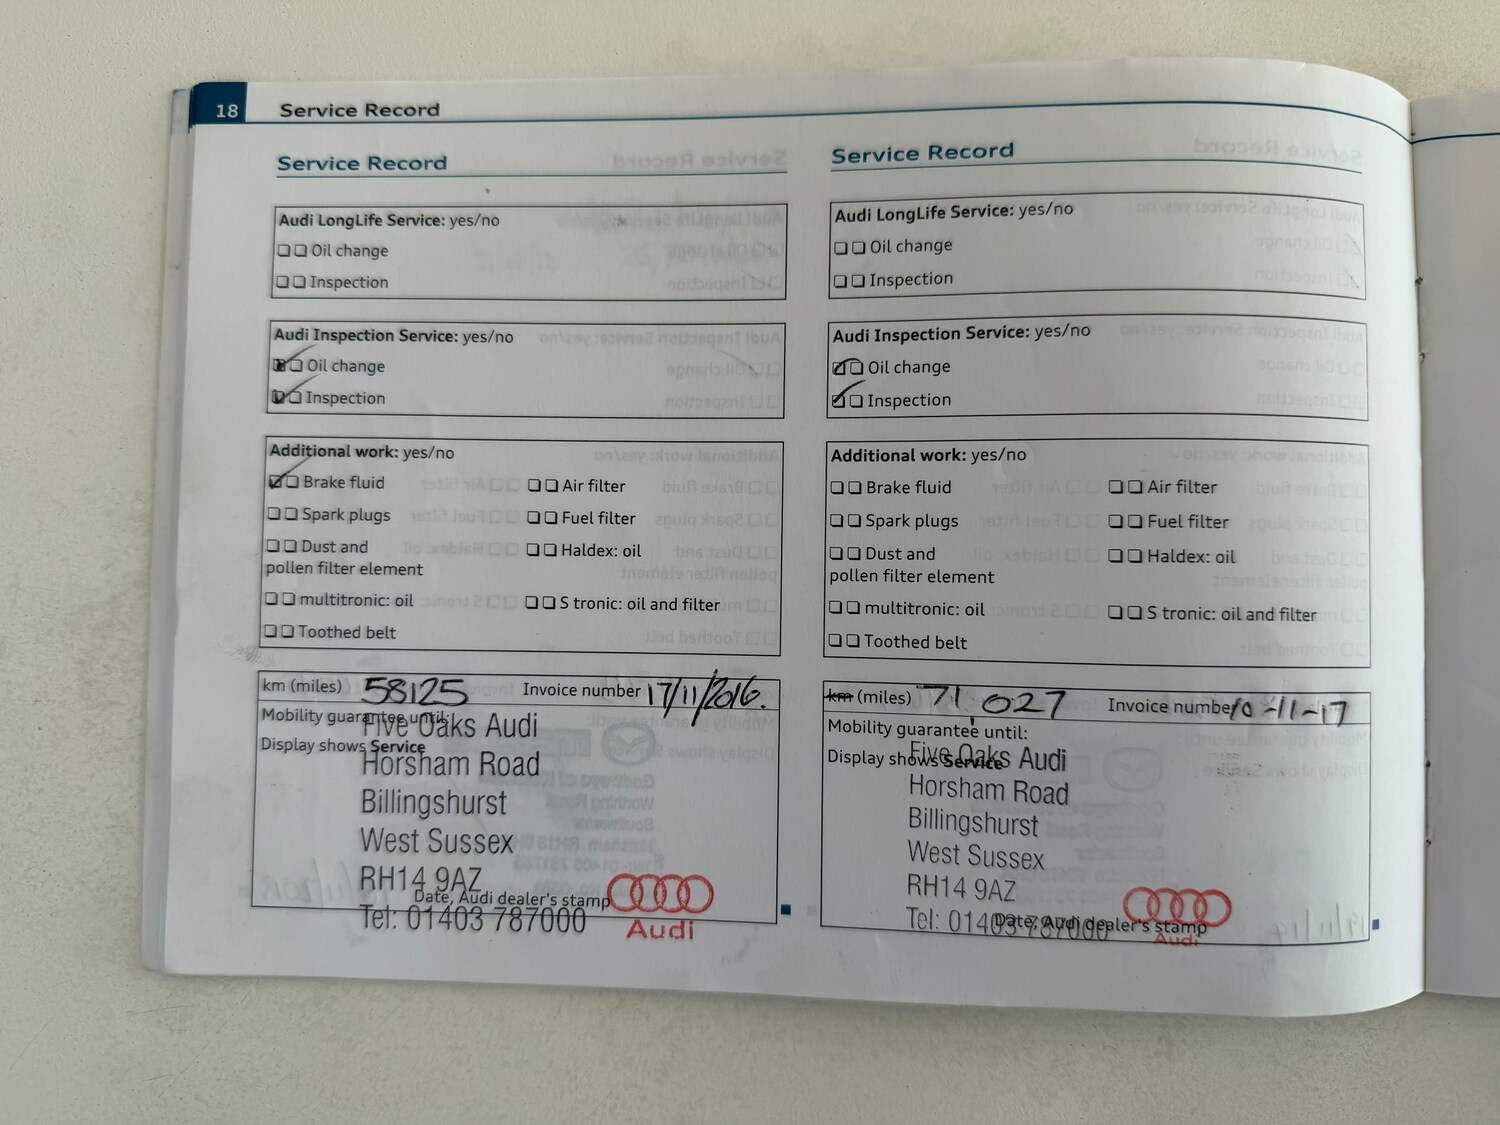 18 Service Record
Service Record
Audi LongLife Service: yes/no
Oil change
Inspection
Audi Inspection Service: yes/no
Oil change
Inspection
Additional work: yes/no
Brake fluid
Air filter
Spark plugs
Fuel filter
Dust and
pollen filter element
Haldex: oil
multitronic: oil
S tronic: oil and filter
Toothed belt
km (miles) 58125 Invoice number 17/11/2016.
Mobility guarantee until:
Display shows Service
Five Oaks Audi
Horsham Road
Billingshurst
West Sussex
RH14 9AZ
Tel: 01403 787000
Date, Audi dealer's stamp
Audi
Service Record
Audi LongLife Service: yes/no
Oil change
Inspection
Audi Inspection Service: yes/no
Oil change
Inspection
Additional work: yes/no
Brake fluid
Air filter
Spark plugs
Fuel filter
Dust and
pollen filter element
Haldex: oil
multitronic: oil
S tronic: oil and filter
Toothed belt
km (miles) 71,027 Invoice number 10-11-17
Mobility guarantee until:
Display shows Service
Five Oaks Audi
Horsham Road
Billingshurst
West Sussex
RH14 9AZ
Tel: 01403 787000
Date, Audi dealer's stamp
Audi